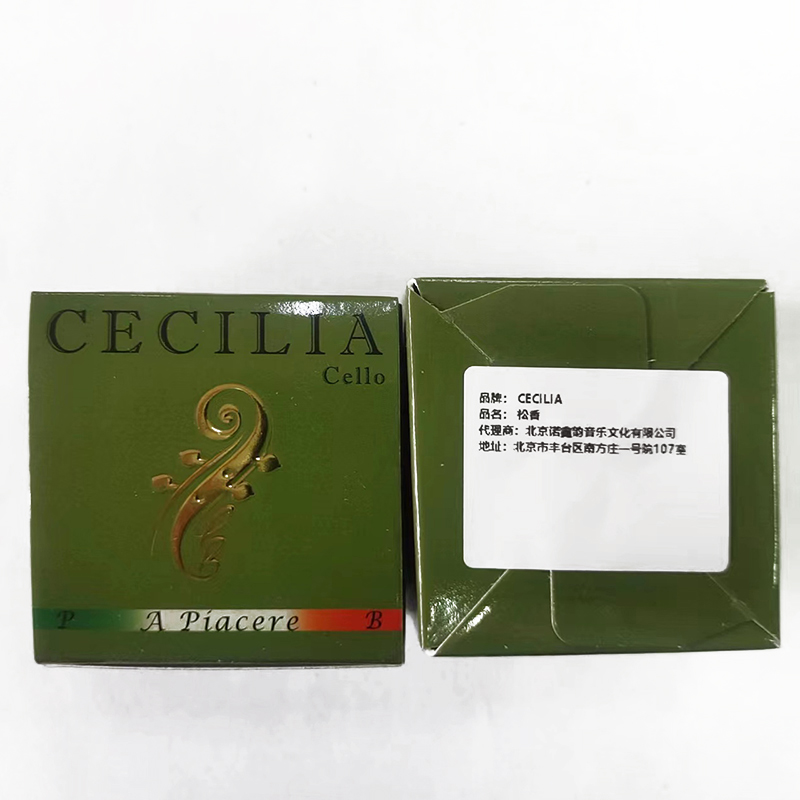 CECILIA
Cello
P A Piacere B
品牌： CECILIA
品名： 松香
代理商：北京诺鑫韵音乐文化有限公司
地址：北京市丰台区南方庄一号院107室